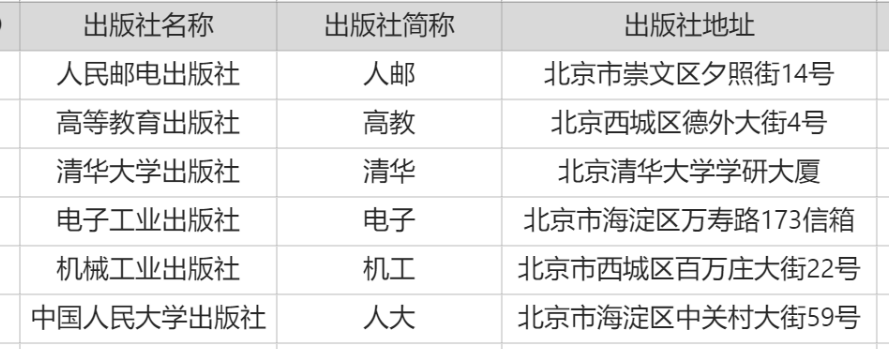 出版社名称 出版社简称 出版社地址
人民邮电出版社 人邮 北京市崇文区夕照街14号
高等教育出版社 高教 北京西城区德外大街4号
清华大学出版社 清华 北京清华大学学研大厦
电子工业出版社 电子 北京市海淀区万寿路173信箱
机械工业出版社 机工 北京市西城区百万庄大街22号
中国人民大学出版社 人大 北京市海淀区中关村大街59号